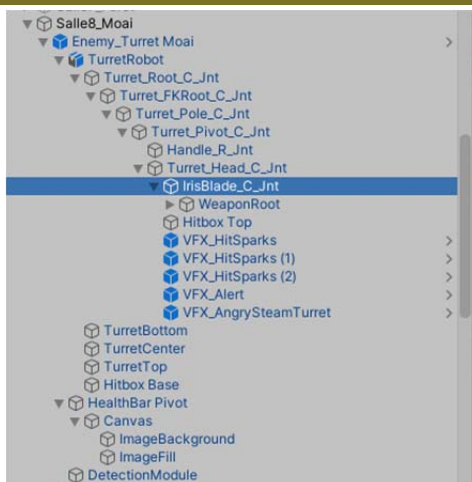 Salle8_Moai
Enemy_Turret Moai
TurretRobot
Turret_Root_C_Jnt
Turret_FKRoot_C_Jnt
Turret_Pole_C_Jnt
Turret_Pivot_C_Jnt
Handle_R_Jnt
Turret_Head_C_Jnt
IrisBlade_C_Jnt
WeaponRoot
Hitbox Top
VFX_HitSparks
VFX_HitSparks (1)
VFX_HitSparks (2)
VFX_Alert
VFX_AngrySteamTurret
TurretBottom
TurretCenter
TurretTop
Hitbox Base
HealthBar Pivot
Canvas
ImageBackground
ImageFill
DetectionModule